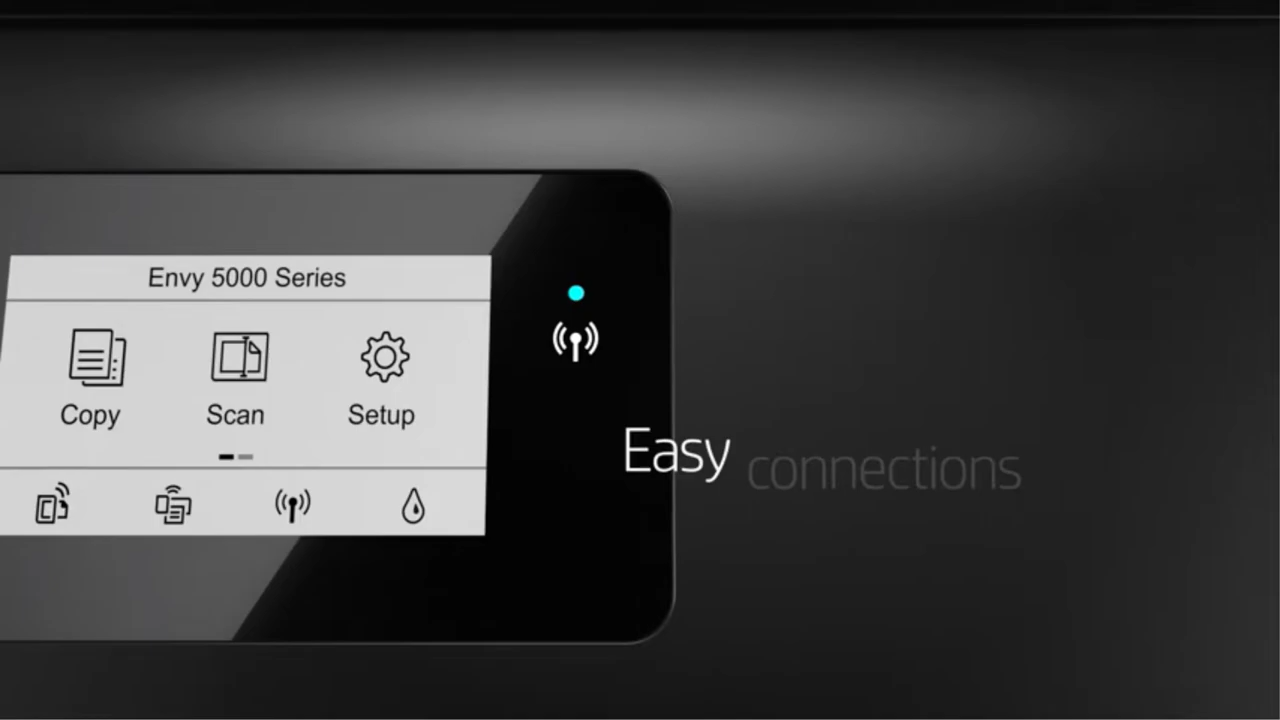 Envy 5000 Series
Copy
Scan
Setup
Easy connections